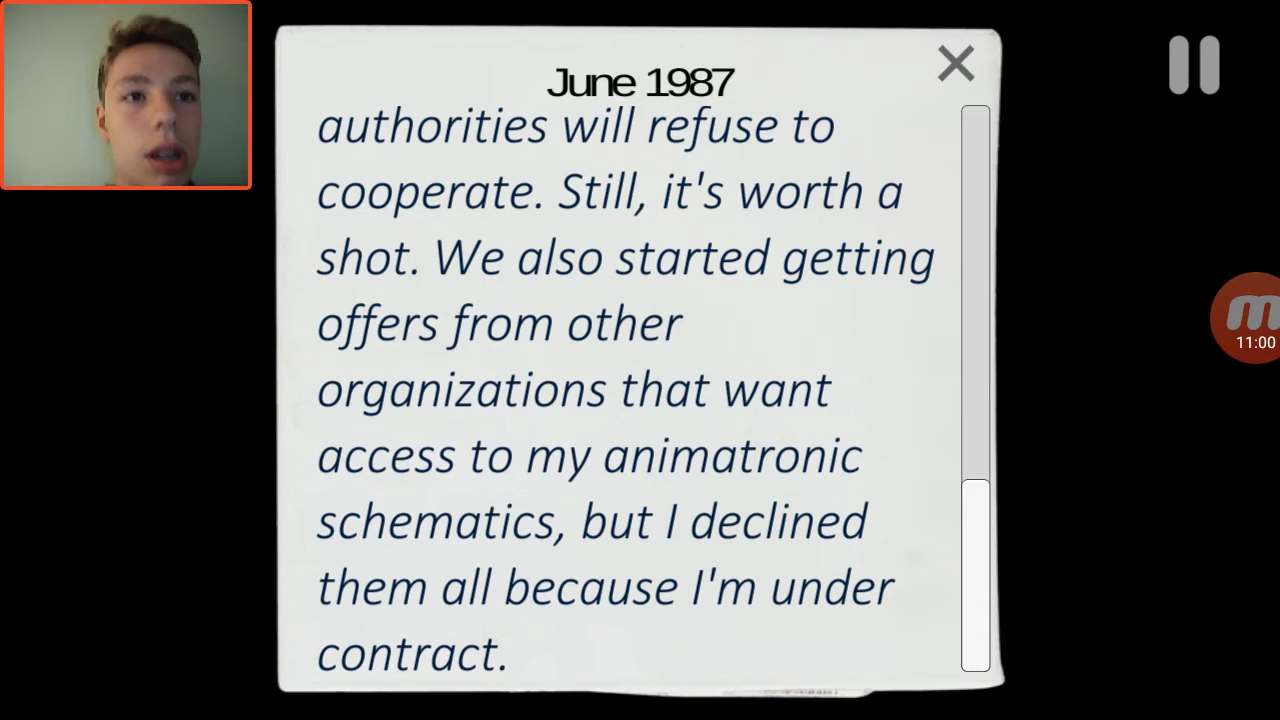 June 1987
authorities will refuse to
cooperate. Still, it's worth a
shot. We also started getting
offers from other
organizations that want
access to my animatronic
schematics, but I declined
them all because I'm under
contract.
11:00